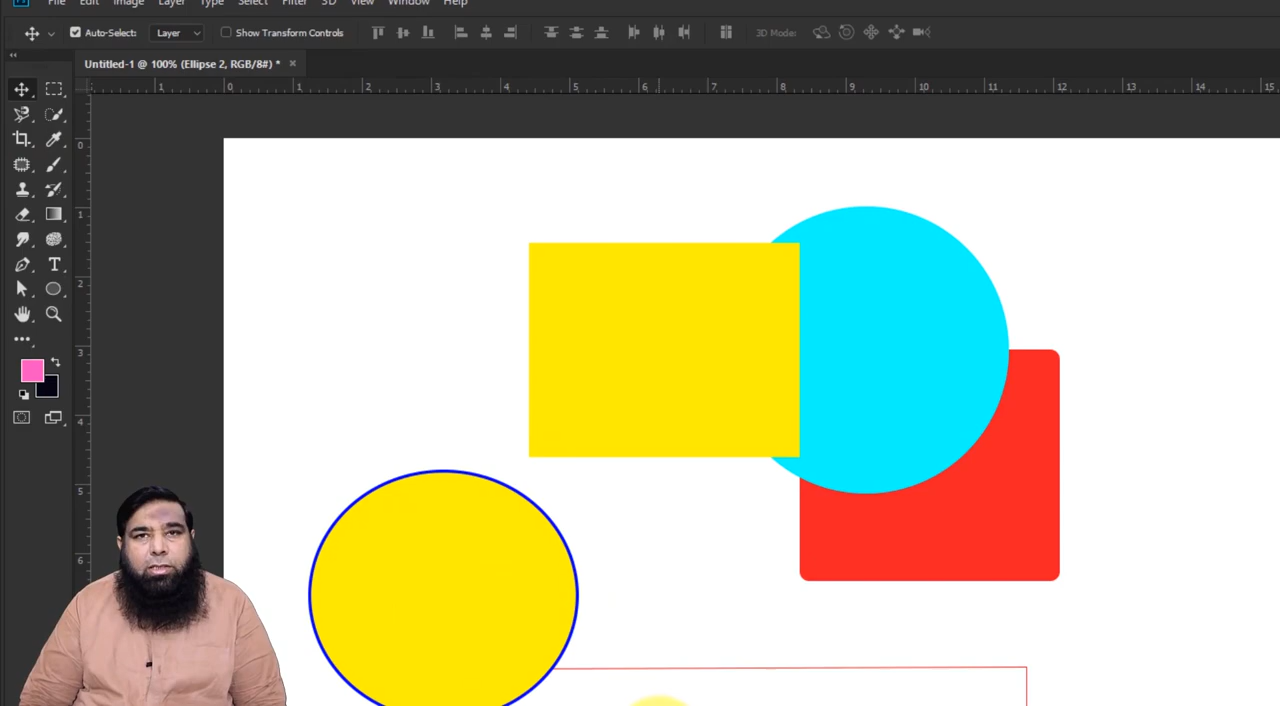 File Edit Image Layer Type Select Filter 3D View Window Help
Auto-Select: Layer Show Transform Controls 3D Mode:
Untitled-1 @ 100% (Ellipse 2, RGB/8#) * ×
1 0 1 2 3 4 5 6 7 8 9 10 11 12 13 14 15
0
1
2
3
4
5
6